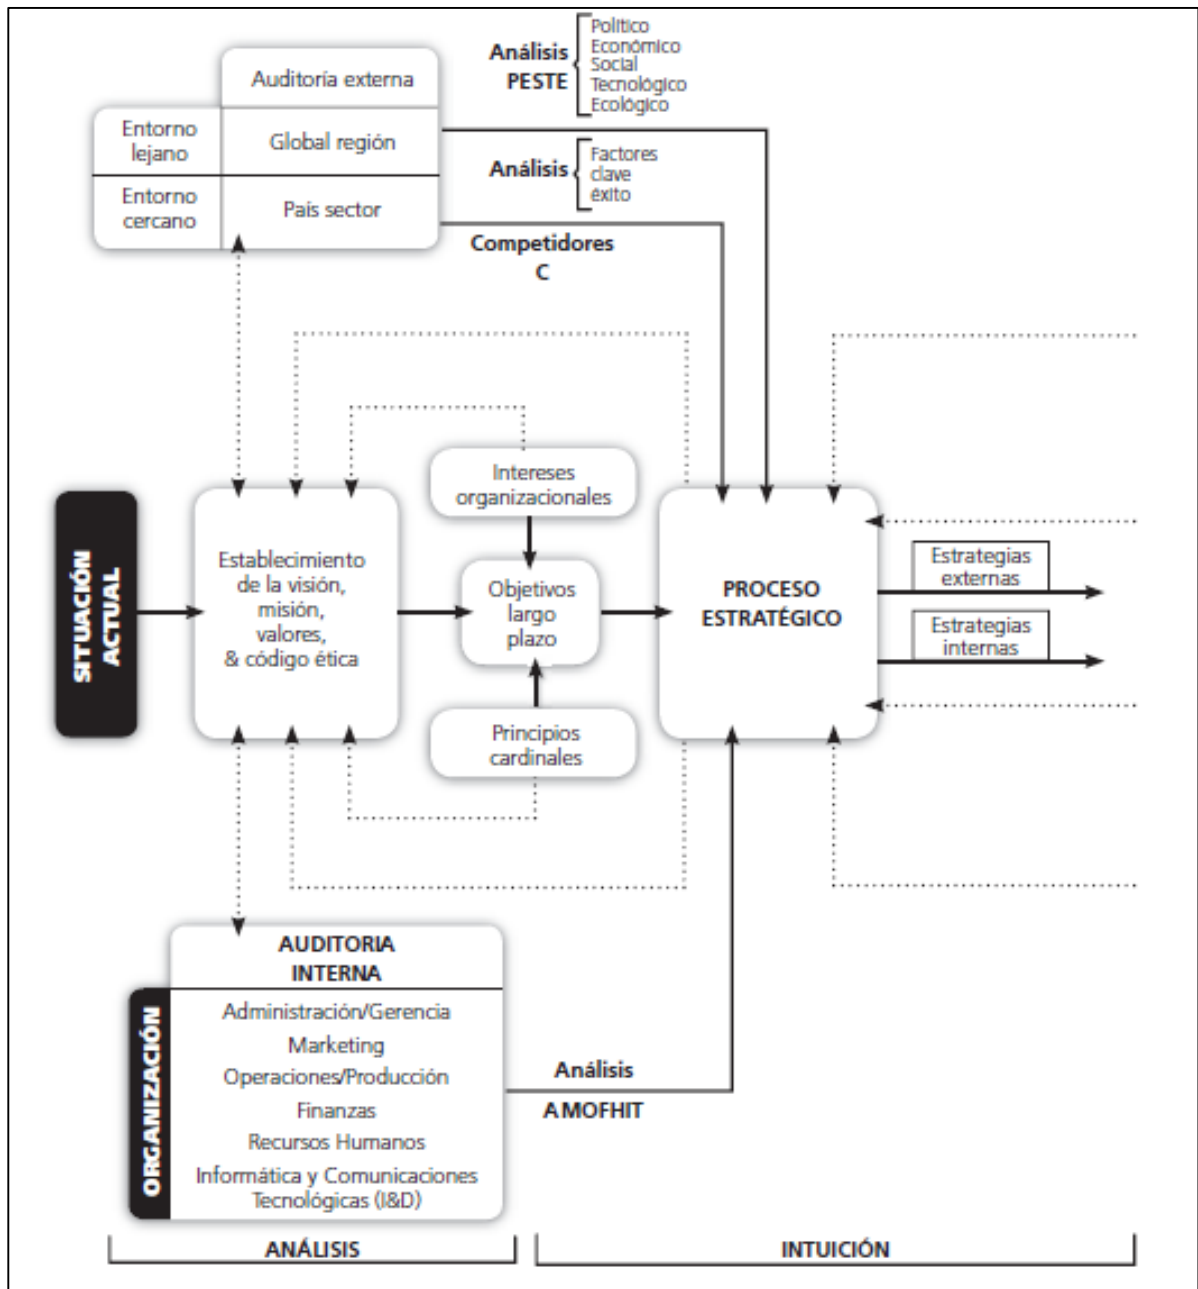 Auditoría externa
Entorno
lejano
Global región
Entorno
cercano
País sector
Análisis
PESTE
Político
Económico
Social
Tecnológico
Ecológico
Análisis
Factores
clave
éxito
Competidores
C
SITUACIÓN
ACTUAL
Establecimiento
de la visión,
misión,
valores,
& código ética
Intereses
organizacionales
Objetivos
largo
plazo
Principios
cardinales
PROCESO
ESTRATÉGICO
Estrategias
externas
Estrategias
internas
ORGANIZACIÓN
AUDITORIA
INTERNA
Administración/Gerencia
Marketing
Operaciones/Producción
Finanzas
Recursos Humanos
Informática y Comunicaciones
Tecnológicas (I&D)
Análisis
AMOFHIT
ANÁLISIS
INTUICIÓN